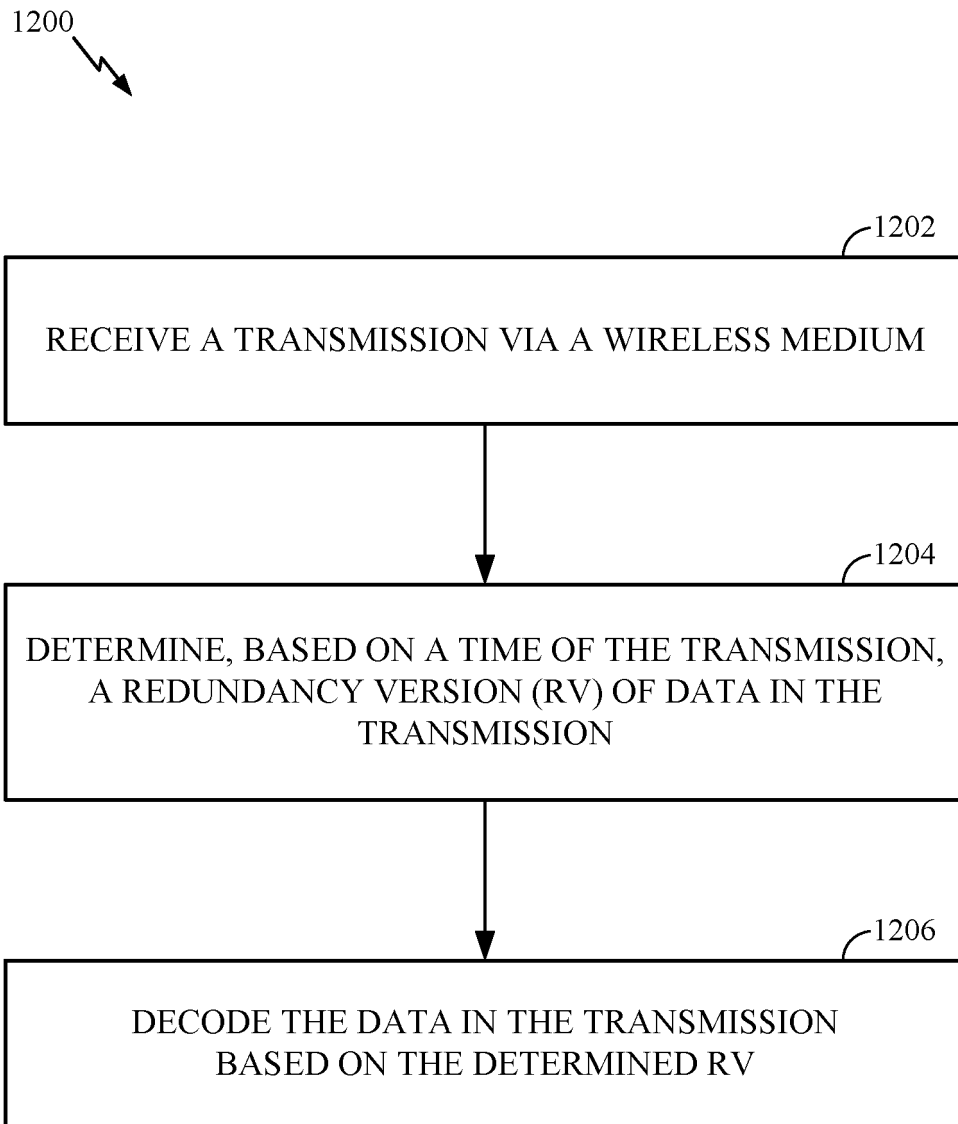 1200
1202
RECEIVE A TRANSMISSION VIA A WIRELESS MEDIUM
1204
DETERMINE, BASED ON A TIME OF THE TRANSMISSION,
A REDUNDANCY VERSION (RV) OF DATA IN THE
TRANSMISSION
1206
DECODE THE DATA IN THE TRANSMISSION
BASED ON THE DETERMINED RV